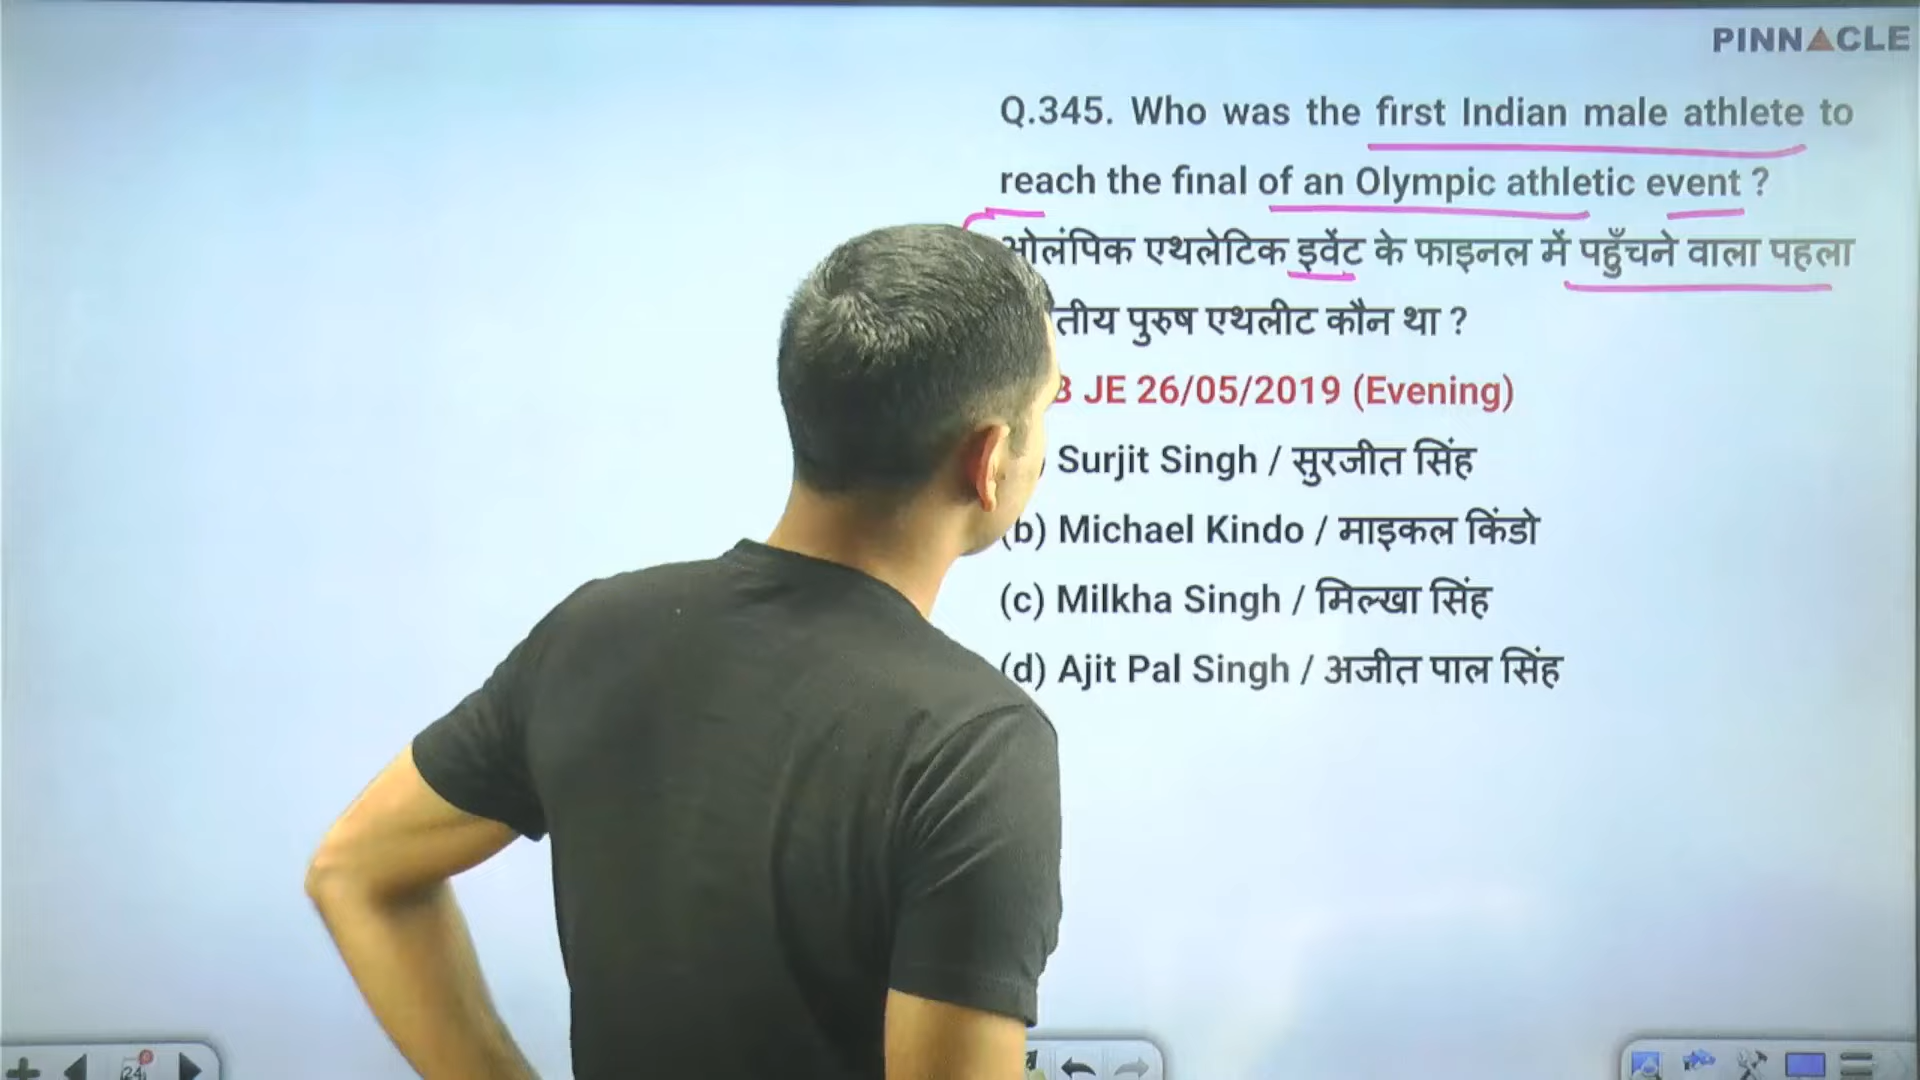 PINNACLE
Q.345. Who was the first Indian male athlete to
reach the final of an Olympic athletic event ?
एथलेटिक इवेंट के फाइनल में पहुँचने वाला पहला
पुरुष एथलीट कौन था ?
JE 26/05/2019 (Evening)
Surjit Singh / सुरजीत सिंह
(b) Michael Kindo / माइकल किंडो
(c) Milkha Singh / मिल्खा सिंह
(d) Ajit Pal Singh / अजीत पाल सिंह
24